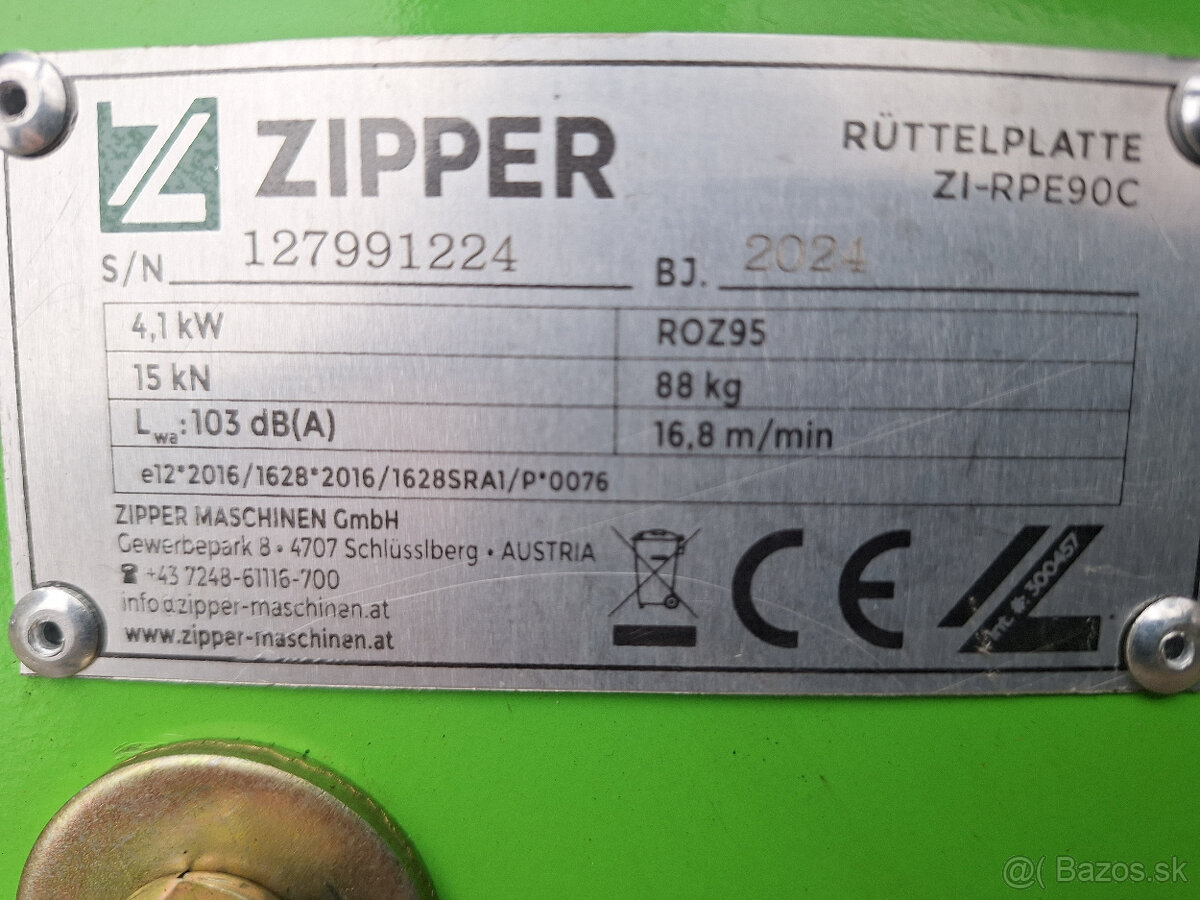 ZIPPER
RÜTTELPLATTE
ZI-RPE90C
S/N 127991224 BJ. 2024
4,1 kW ROZ95
15 kN 88 kg
Lwa:103 dB(A) 16,8 m/min
e12*2016/1628*2016/1628SRA1/P*0076
ZIPPER MASCHINEN GmbH
Gewerbepark 8 • 4707 Schlüsslberg • AUSTRIA
☎ +43 7248-61116-700
info@zipper-maschinen.at
www.zipper-maschinen.at
CE
int. #: 300457
@( Bazos.sk